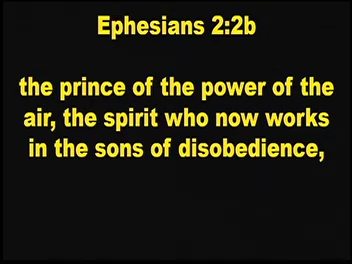 Ephesians 2:2b
the prince of the power of the
air, the spirit who now works
in the sons of disobedience,